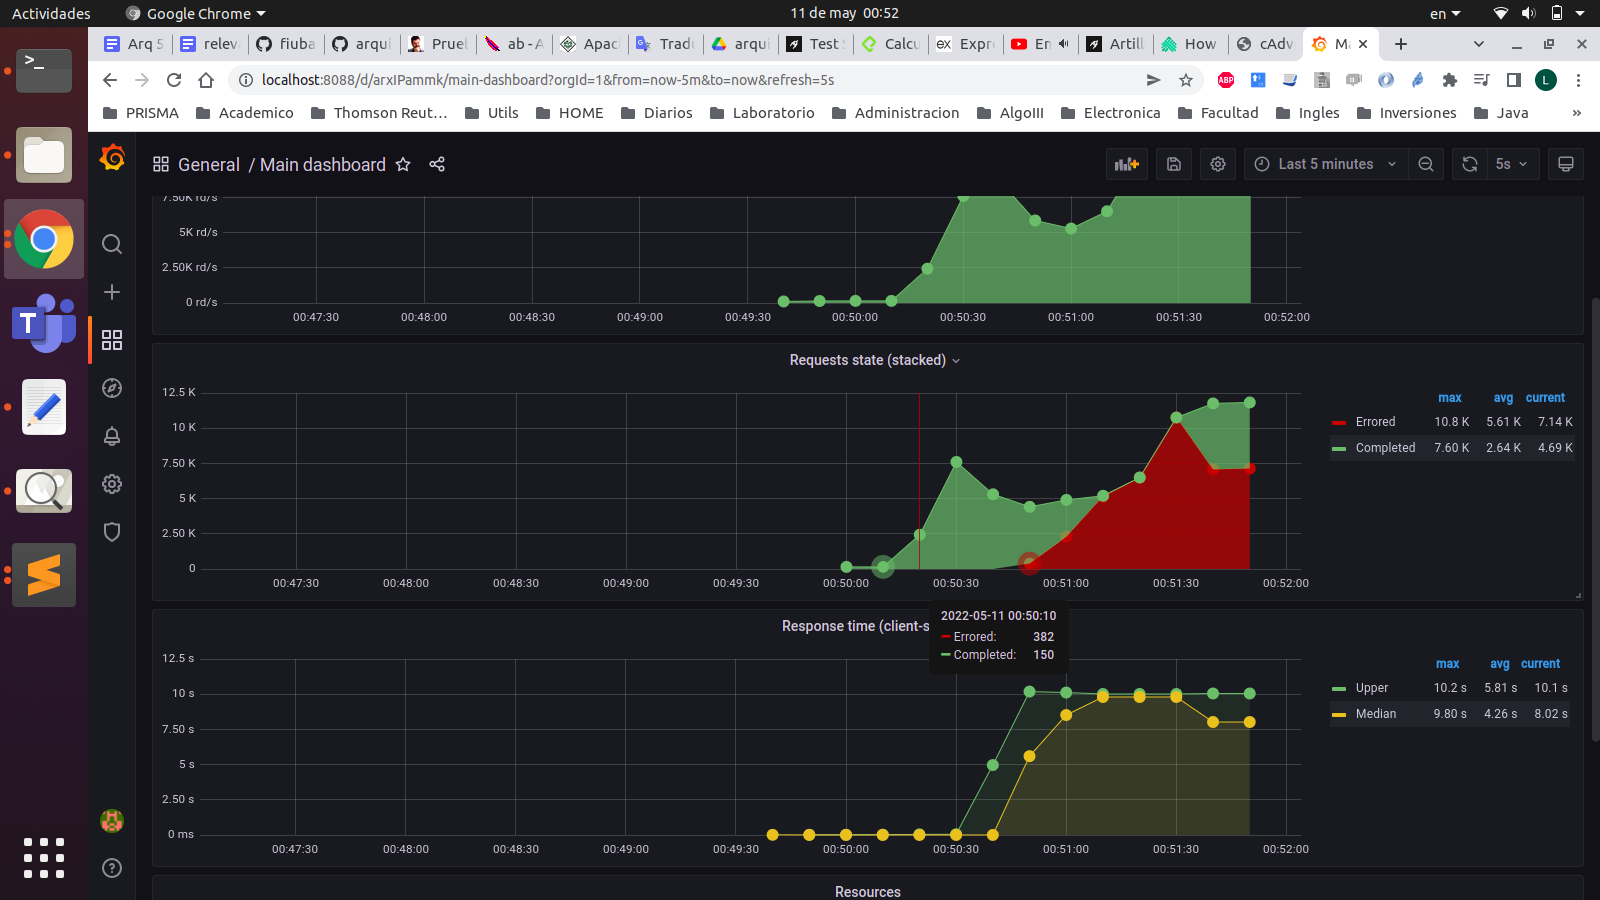 Actividades
Google Chrome
11 de may 00:52
en
Arq 5
relev
fiuba
arqui
Prueb
ab - A
Apac
Tradu
arqui
Test S
Calcu
ex Expre
En
Artill
How
cAdv
Ma
localhost:8088/d/arxIPammk/main-dashboard?orgId=1&from=now-5m&to=now&refresh=5s
ABP
L
PRISMA
Academico
Thomson Reut...
Utils
HOME
Diarios
Laboratorio
Administracion
AlgoIII
Electronica
Facultad
Ingles
Inversiones
Java
»
General / Main dashboard
Last 5 minutes
5s
7.50K rd/s
5K rd/s
2.50K rd/s
0 rd/s
00:47:30 00:48:00 00:48:30 00:49:00 00:49:30 00:50:00 00:50:30 00:51:00 00:51:30 00:52:00
Requests state (stacked)
12.5 K
10 K
7.50 K
5 K
2.50 K
0
00:47:30 00:48:00 00:48:30 00:49:00 00:49:30 00:50:00 00:50:30 00:51:00 00:51:30 00:52:00
max avg current
Errored 10.8 K 5.61 K 7.14 K
Completed 7.60 K 2.64 K 4.69 K
2022-05-11 00:50:10
Errored: 382
Completed: 150
Response time (client-s
12.5 s
10 s
7.50 s
5 s
2.50 s
0 ms
00:47:30 00:48:00 00:48:30 00:49:00 00:49:30 00:50:00 00:50:30 00:51:00 00:51:30 00:52:00
max avg current
Upper 10.2 s 5.81 s 10.1 s
Median 9.80 s 4.26 s 8.02 s
Resources